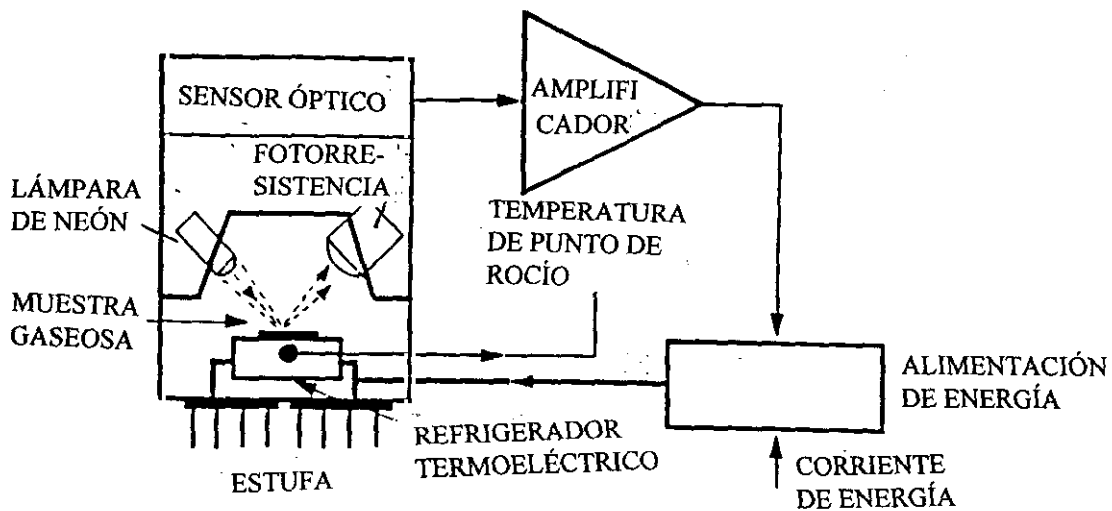 SENSOR ÓPTICO
AMPLIFI
CADOR
FOTORRE-
SISTENCIA
LÁMPARA
DE NEÓN
TEMPERATURA
DE PUNTO DE
ROCÍO
MUESTRA
GASEOSA
ALIMENTACIÓN
DE ENERGÍA
REFRIGERADOR
TERMOELÉCTRICO
ESTUFA
CORRIENTE
DE ENERGÍA